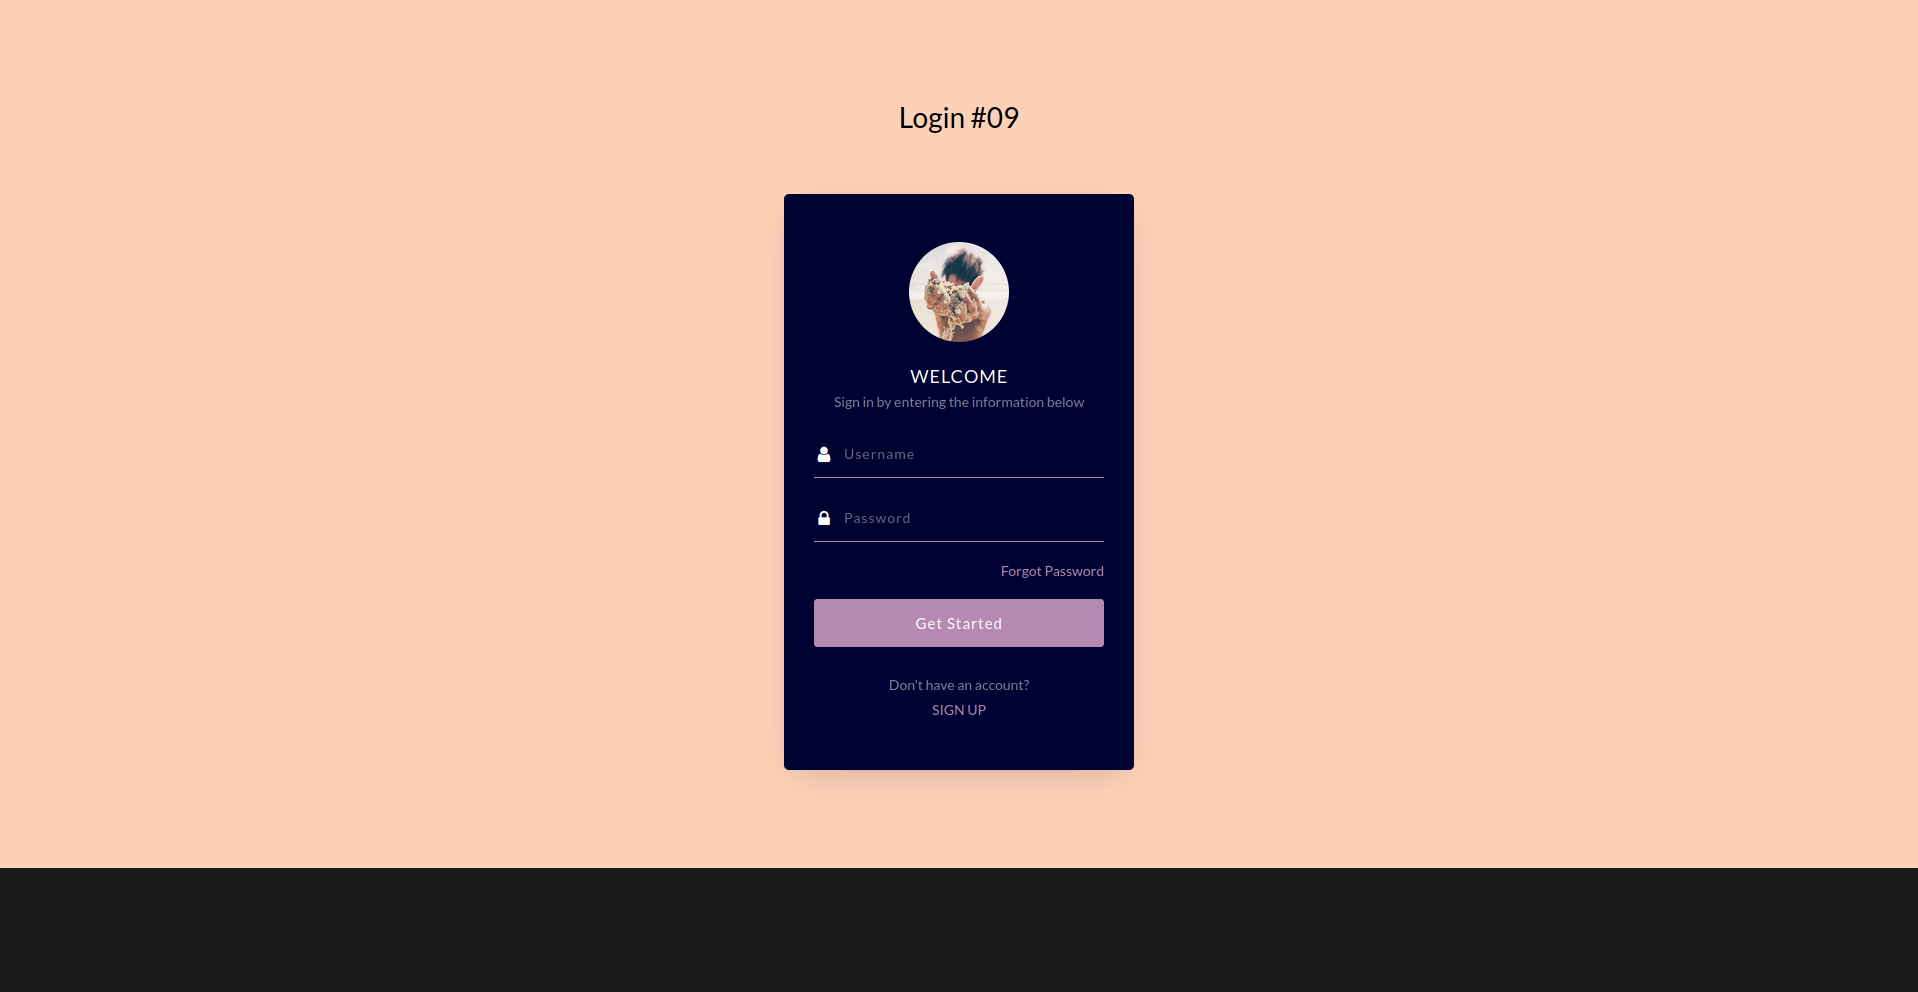 Login #09
WELCOME
Sign in by entering the information below
Username
Password
Forgot Password
Get Started
Don't have an account?
SIGN UP